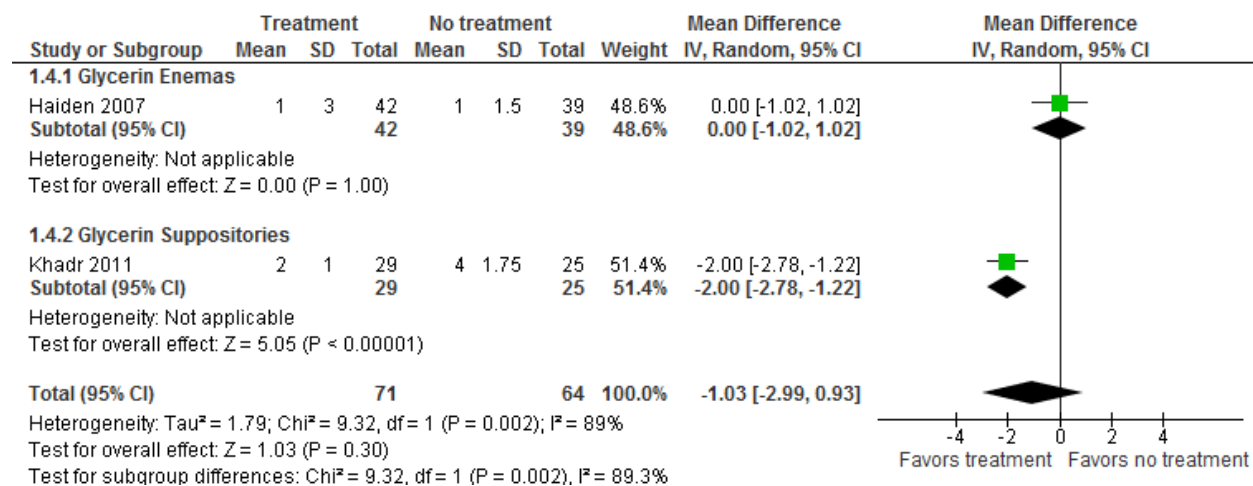 Treatment No treatment Mean Difference Mean Difference
Study or Subgroup Mean SD Total Mean SD Total Weight IV, Random, 95% CI IV, Random, 95% CI
1.4.1 Glycerin Enemas
Haiden 2007 1 3 42 1 1.5 39 48.6% 0.00 [-1.02, 1.02]
Subtotal (95% CI) 42 39 48.6% 0.00 [-1.02, 1.02]
Heterogeneity: Not applicable
Test for overall effect: Z = 0.00 (P = 1.00)
1.4.2 Glycerin Suppositories
Khadr 2011 2 1 29 4 1.75 25 51.4% -2.00 [-2.78, -1.22]
Subtotal (95% CI) 29 25 51.4% -2.00 [-2.78, -1.22]
Heterogeneity: Not applicable
Test for overall effect: Z = 5.05 (P < 0.00001)
Total (95% CI) 71 64 100.0% -1.03 [-2.99, 0.93]
Heterogeneity: Tau² = 1.79; Chi² = 9.32, df = 1 (P = 0.002); I² = 89%
Test for overall effect: Z = 1.03 (P = 0.30)
Test for subgroup differences: Chi² = 9.32, df = 1 (P = 0.002), I² = 89.3%
-4 -2 0 2 4
Favors treatment Favors no treatment